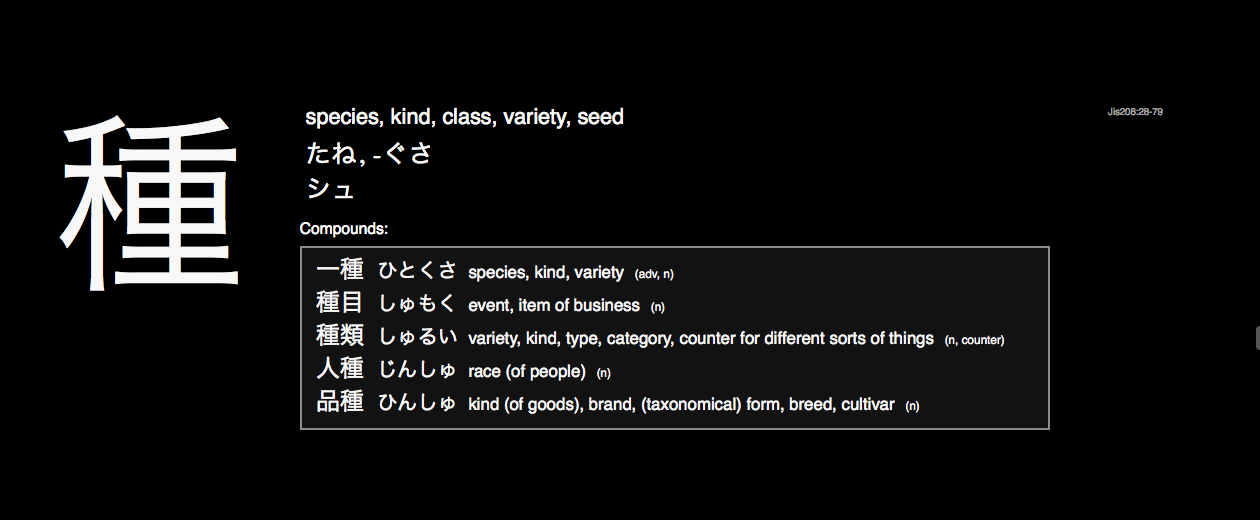 種
species, kind, class, variety, seed
Jis208:28-79
たね, -ぐさ
シュ
Compounds:
一種 ひとくさ species, kind, variety (adv, n)
種目 しゅもく event, item of business (n)
種類 しゅるい variety, kind, type, category, counter for different sorts of things (n, counter)
人種 じんしゅ race (of people) (n)
品種 ひんしゅ kind (of goods), brand, (taxonomical) form, breed, cultivar (n)